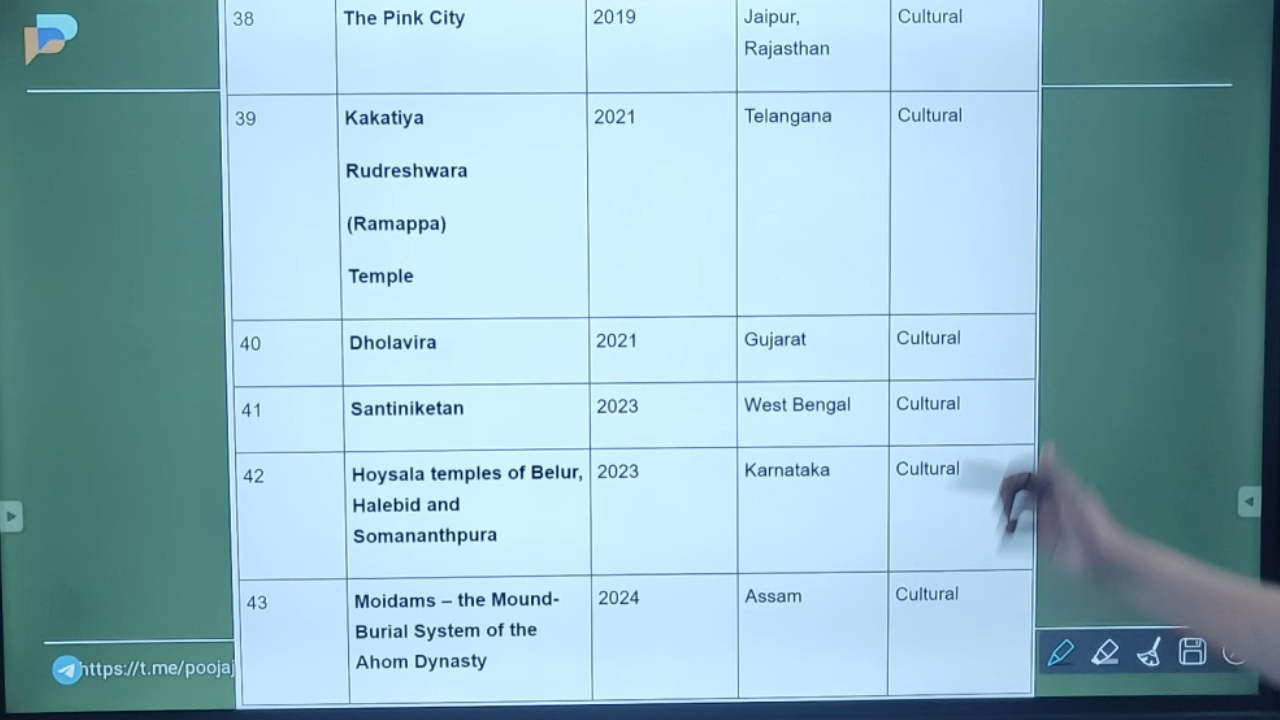 38 The Pink City 2019 Jaipur, Cultural
Rajasthan
39 Kakatiya 2021 Telangana Cultural
Rudreshwara
(Ramappa)
Temple
40 Dholavira 2021 Gujarat Cultural
41 Santiniketan 2023 West Bengal Cultural
42 Hoysala temples of Belur, 2023 Karnataka Cultural
Halebid and
Somananthpura
43 Moidams – the Mound- 2024 Assam Cultural
Burial System of the
Ahom Dynasty
https://t.me/poojaj